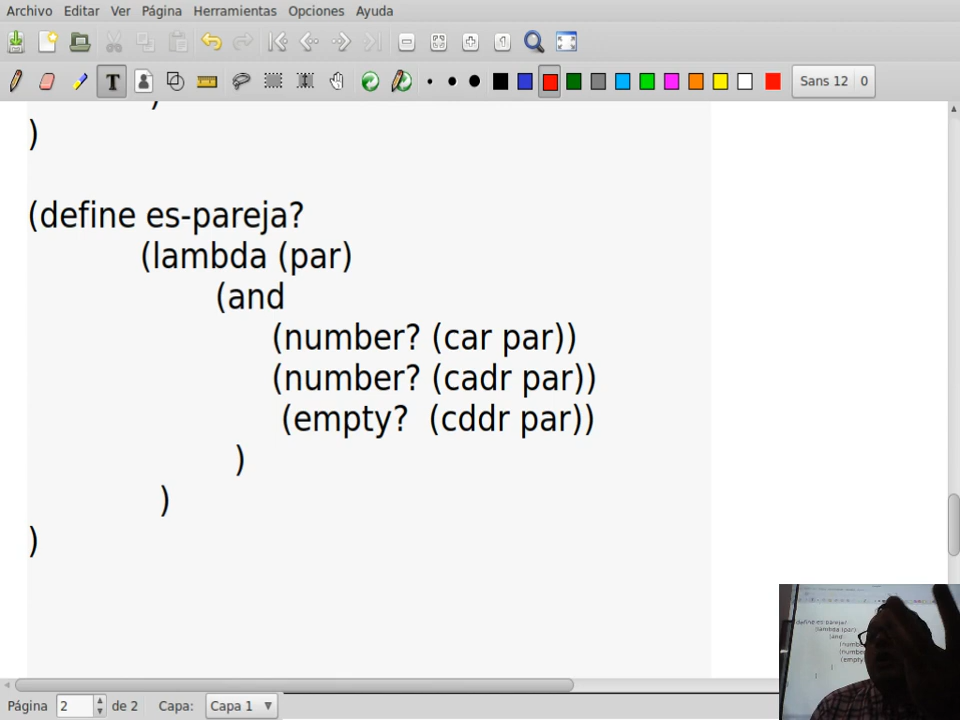 Archivo Editar Ver Página Herramientas Opciones Ayuda
T
Sans 12 0
)
)
(define es-pareja?
(lambda (par)
(and
(number? (car par))
(number? (cadr par))
(empty? (cddr par))
)
)
)
Página 2 de 2 Capa: Capa 1